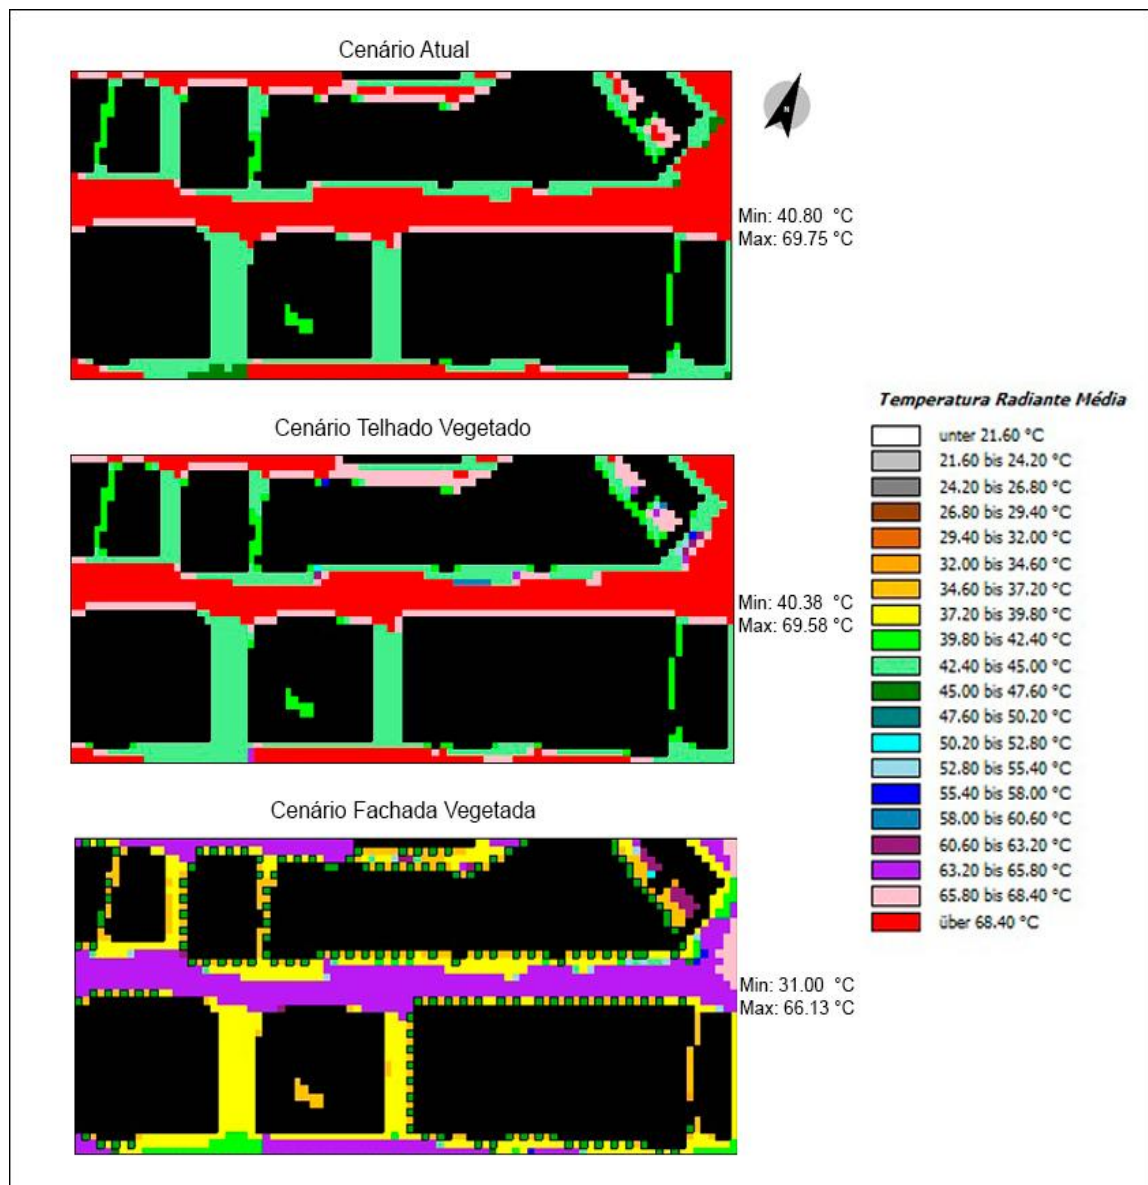 Cenário Atual
N
Min: 40.80 °C
Max: 69.75 °C
Cenário Telhado Vegetado
Min: 40.38 °C
Max: 69.58 °C
Cenário Fachada Vegetada
Min: 31.00 °C
Max: 66.13 °C
Temperatura Radiante Média
unter 21.60 °C
21.60 bis 24.20 °C
24.20 bis 26.80 °C
26.80 bis 29.40 °C
29.40 bis 32.00 °C
32.00 bis 34.60 °C
34.60 bis 37.20 °C
37.20 bis 39.80 °C
39.80 bis 42.40 °C
42.40 bis 45.00 °C
45.00 bis 47.60 °C
47.60 bis 50.20 °C
50.20 bis 52.80 °C
52.80 bis 55.40 °C
55.40 bis 58.00 °C
58.00 bis 60.60 °C
60.60 bis 63.20 °C
63.20 bis 65.80 °C
65.80 bis 68.40 °C
über 68.40 °C